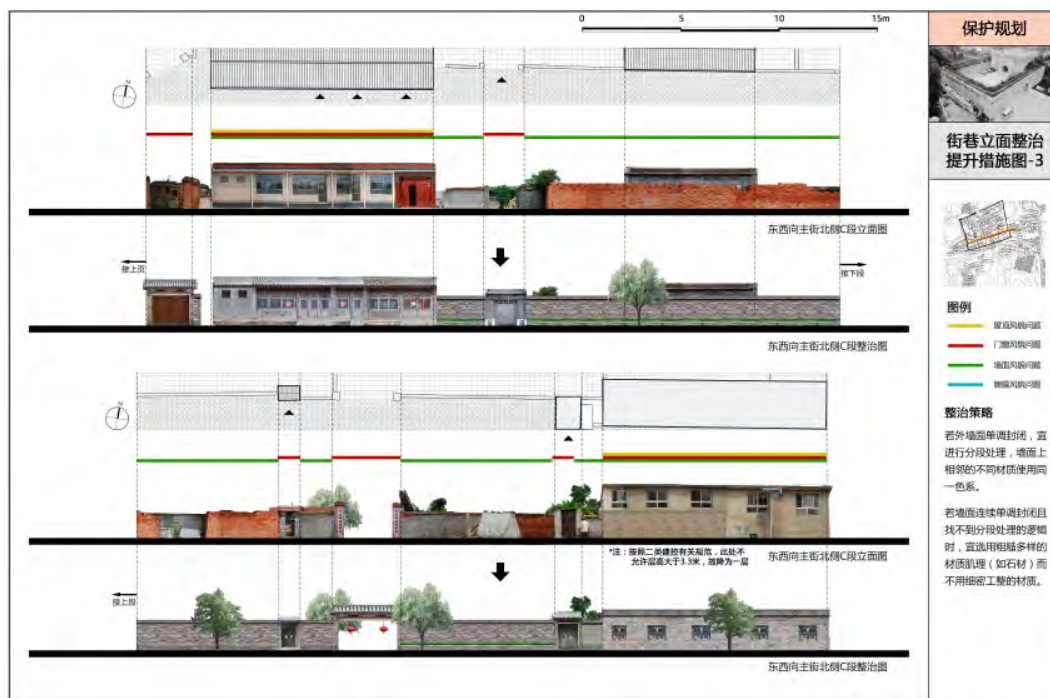 0 5 10 15m
保护规划
街巷立面整治
提升措施图-3
N
东西向主街北侧C段立面图
接上页
接下段
东西向主街北侧C段整治图
图例
屋顶风貌问题
门窗风貌问题
墙面风貌问题
整治策略
若外墙面单调封闭，宜
进行分段处理，墙面上
相邻的不同材质使用同
一色系。
若墙面连续单调封闭且
找不到分段处理的逻辑
时，宜选用粗糙多样的
材质肌理（如石材）而
不用细密工整的材质。
N
*注：按照二类建控有关规范，此处不
允许层高大于3.3米，故降为一层
东西向主街北侧C段立面图
接上段
东西向主街北侧C段整治图